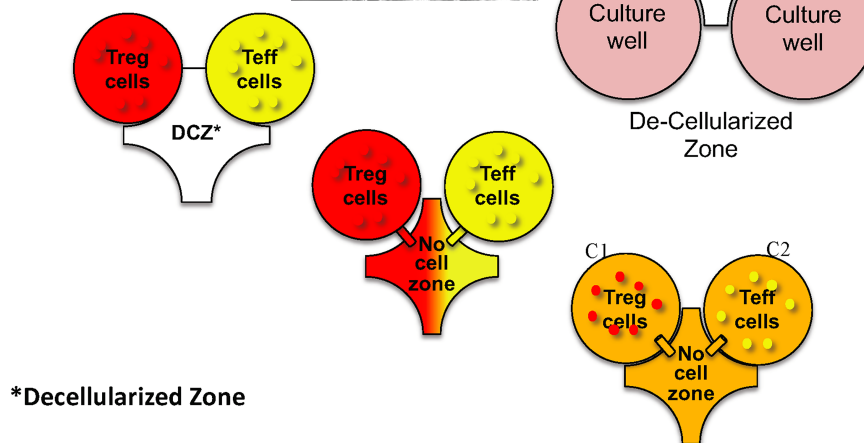 Treg
cells
Teff
cells
DCZ*
Culture
well
Culture
well
De-Cellularized
Zone
Treg
cells
Teff
cells
No
cell
zone
C1
C2
Treg
cells
Teff
cells
No
cell
zone
*Decellularized Zone